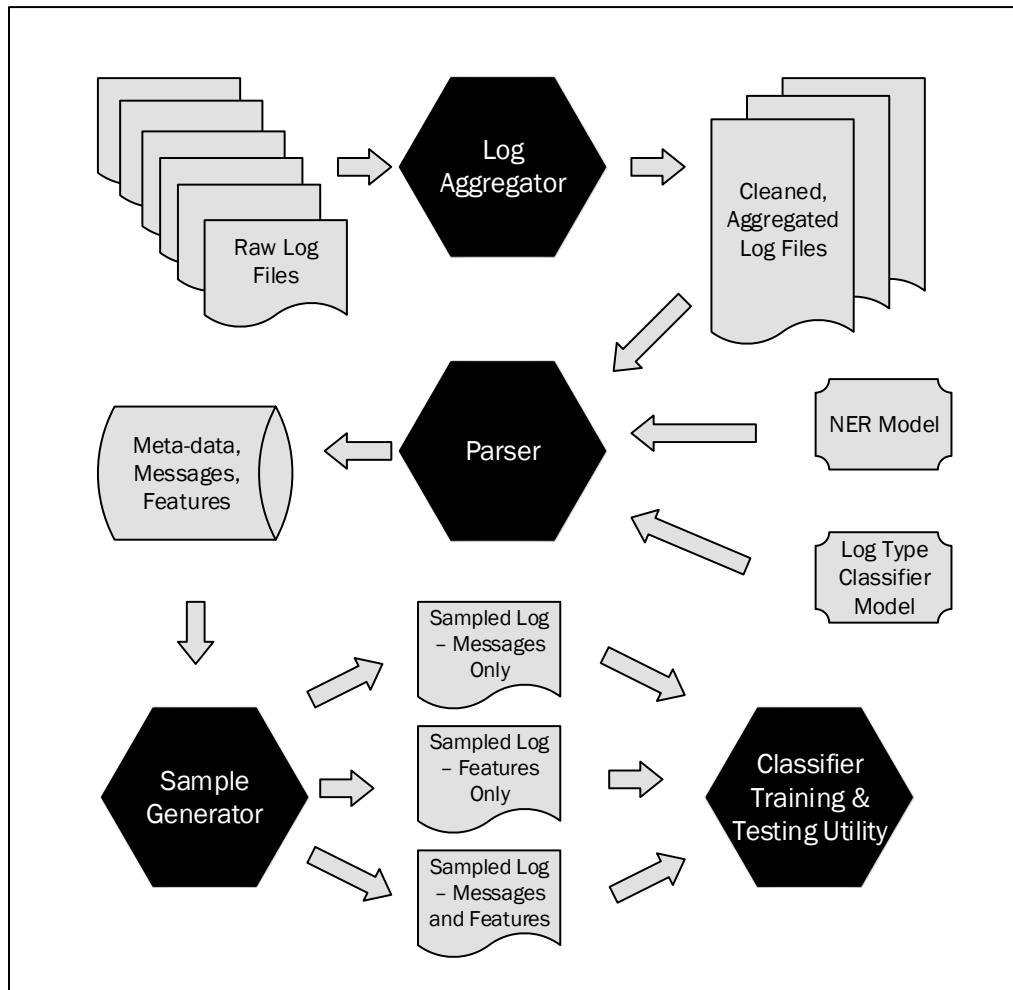 Log
Aggregator
Raw Log
Files
Cleaned,
Aggregated
Log Files
Meta-data,
Messages,
Features
Parser
NER Model
Log Type
Classifier
Model
Sampled Log
– Messages
Only
Sample
Generator
Sampled Log
– Features
Only
Classifier
Training &
Testing Utility
Sampled Log
– Messages
and Features